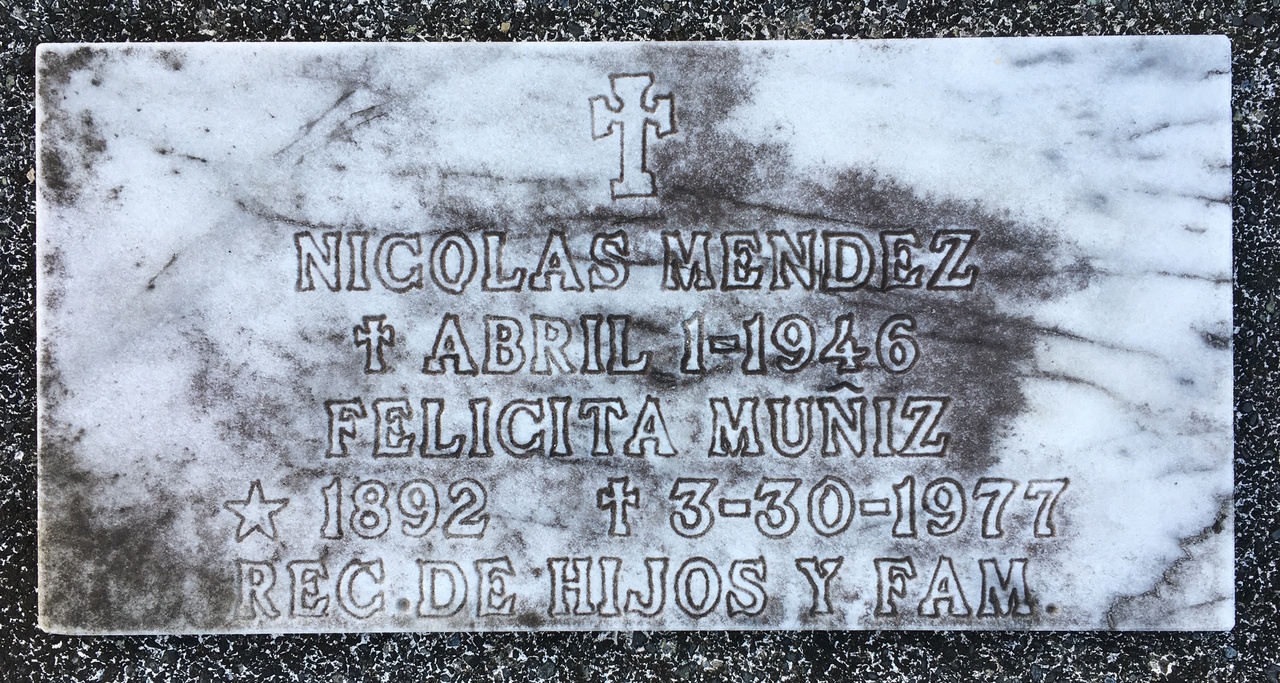 NICOLAS MENDEZ
✝ ABRIL 1-1946
FELICITA MUÑIZ
☆ 1892 ✝ 3-30-1977
REC. DE HIJOS Y FAM.